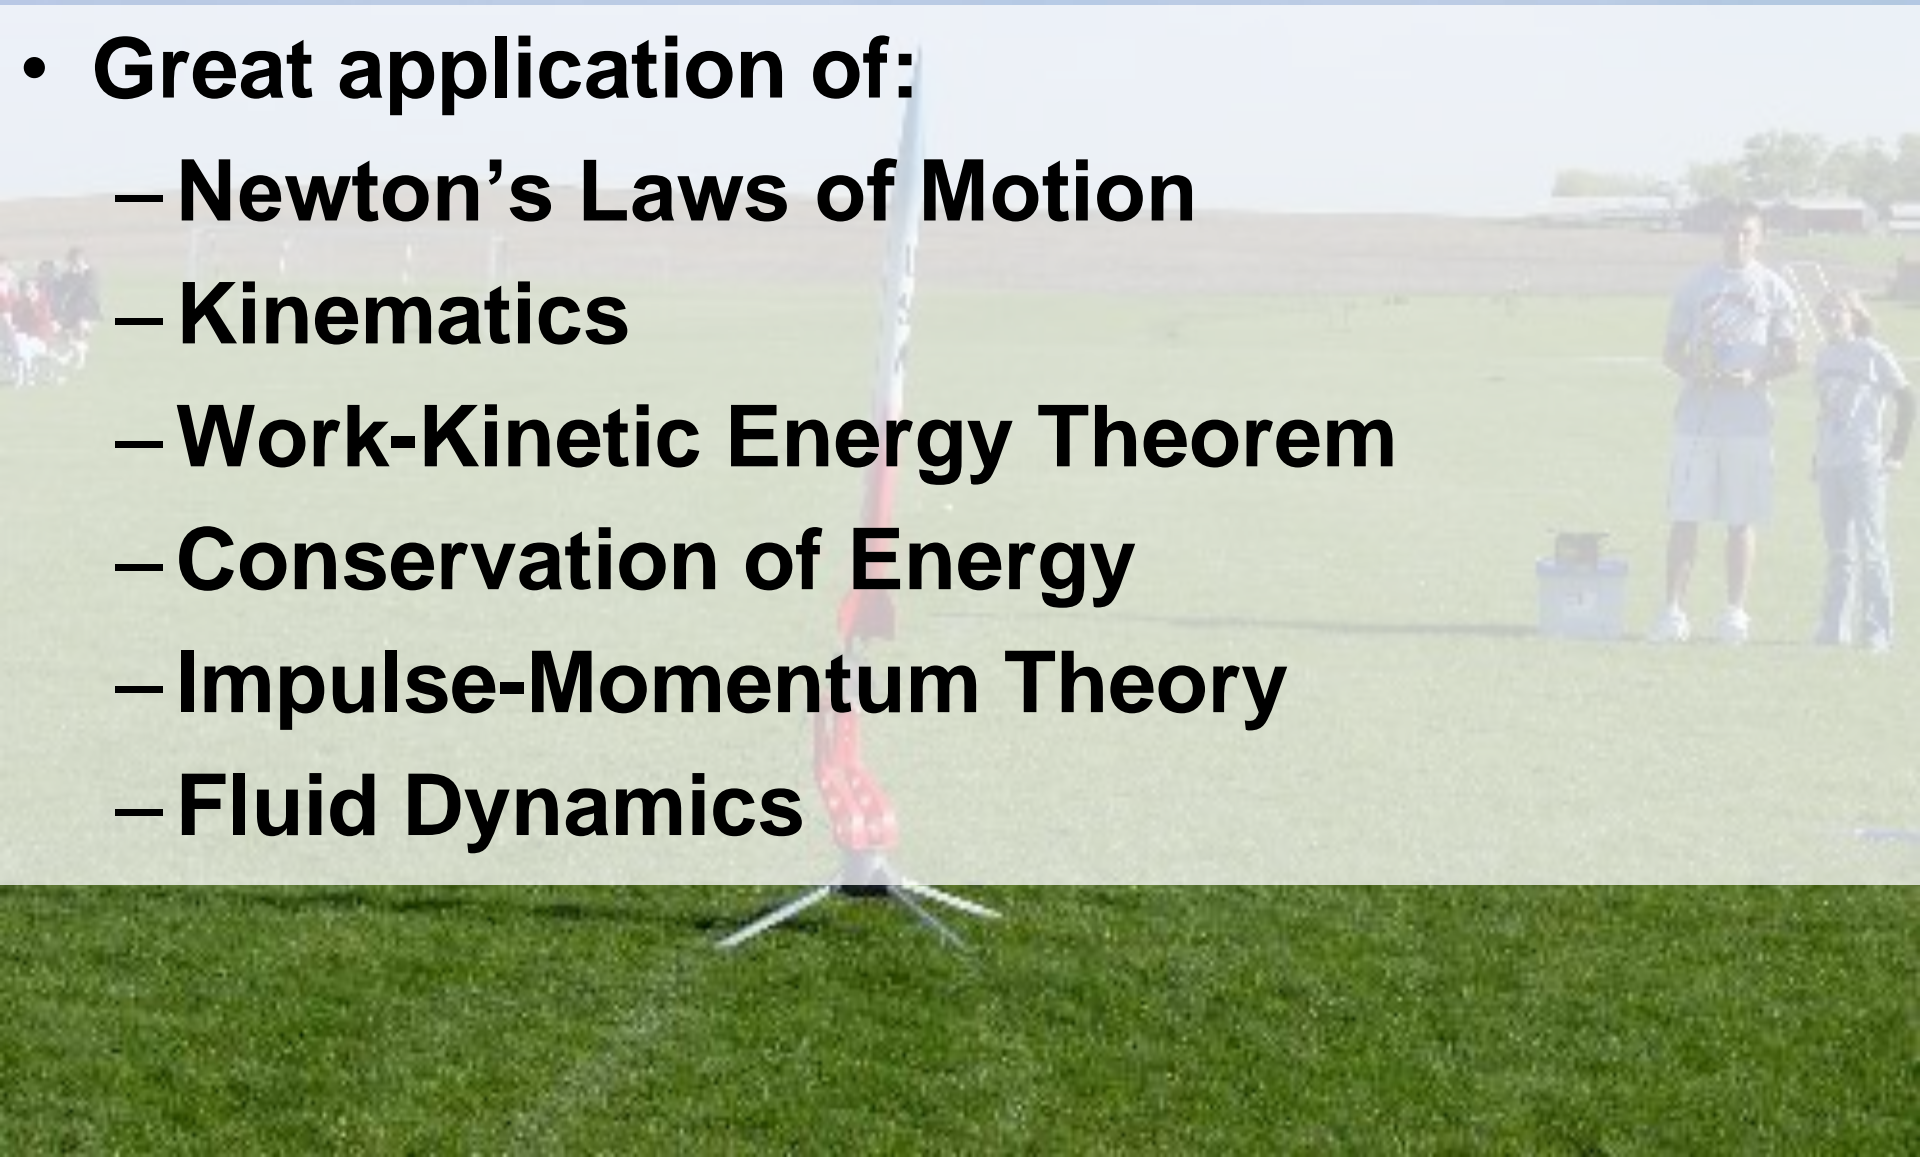 • Great application of:
– Newton’s Laws of Motion
– Kinematics
– Work-Kinetic Energy Theorem
– Conservation of Energy
– Impulse-Momentum Theory
– Fluid Dynamics